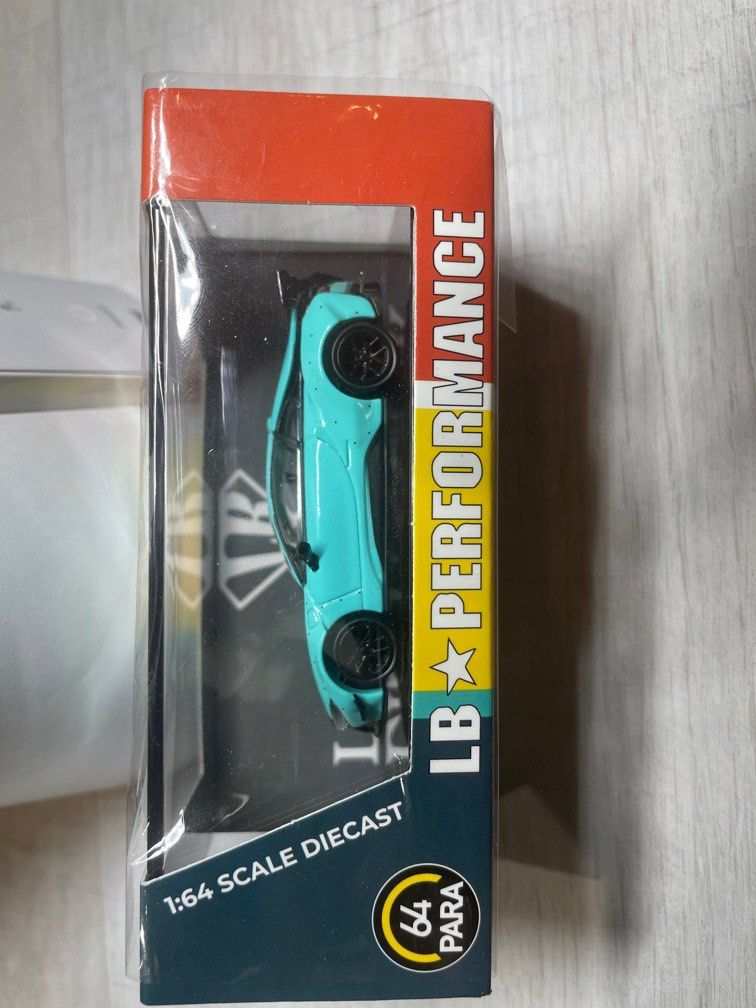 LB★PERFORMANCE
1:64 SCALE DIECAST
64
PARA